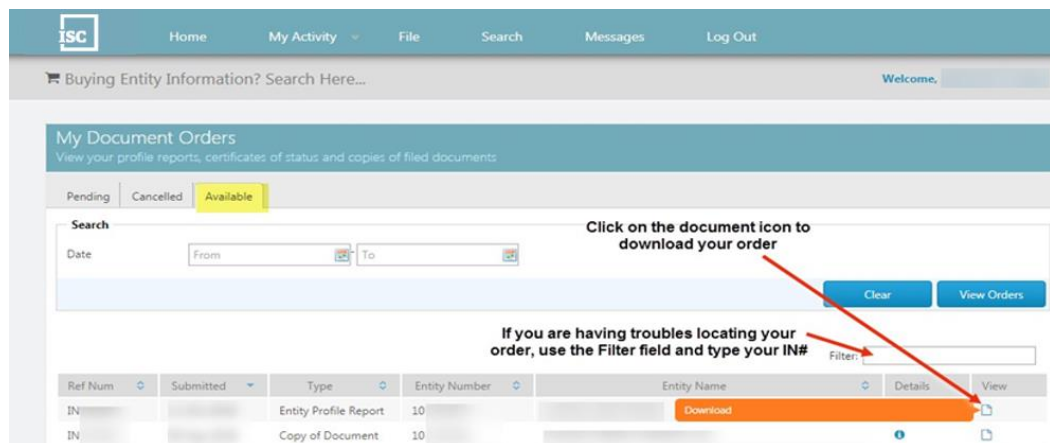 isc Home My Activity File Search Messages Log Out
Buying Entity Information? Search Here...
Welcome,
My Document Orders
View your profile reports, certificates of status and copies of filed documents
Pending Cancelled Available
Search
Click on the document icon to
download your order
Date From - To
Clear View Orders
If you are having troubles locating your
order, use the Filter field and type your IN#
Filter:
Ref Num Submitted Type Entity Number Entity Name Details View
IN Entity Profile Report 10 Download
IN Copy of Document 10